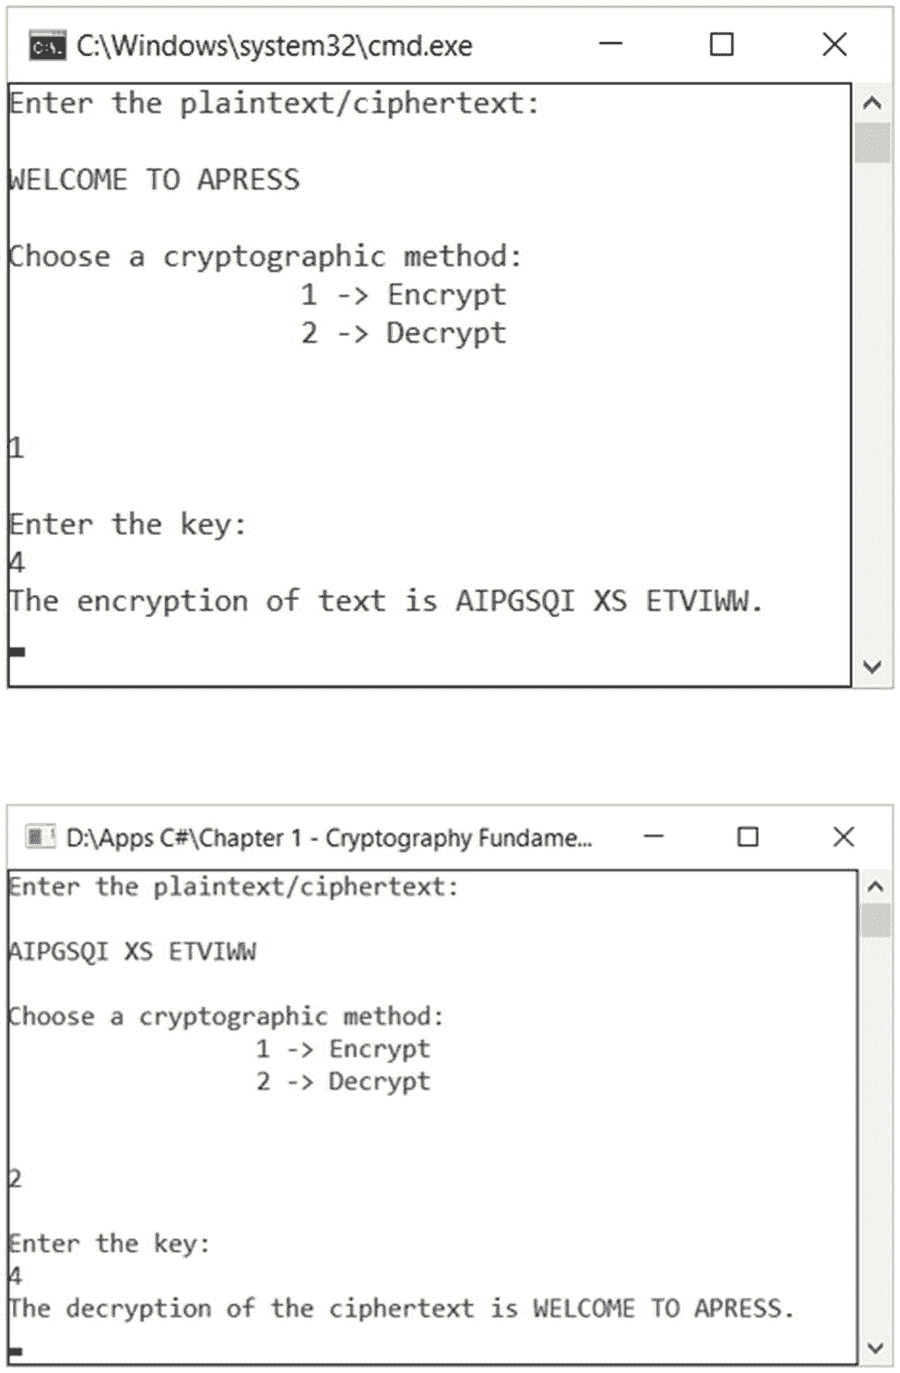 C:\Windows\system32\cmd.exe
Enter the plaintext/ciphertext:
WELCOME TO APRESS
Choose a cryptographic method:
1 -> Encrypt
2 -> Decrypt
1
Enter the key:
4
The encryption of text is AIPGSQI XS ETVIWW.
D:\Apps C#\Chapter 1 - Cryptography Fundame...
Enter the plaintext/ciphertext:
AIPGSQI XS ETVIWW
Choose a cryptographic method:
1 -> Encrypt
2 -> Decrypt
2
Enter the key:
4
The decryption of the ciphertext is WELCOME TO APRESS.